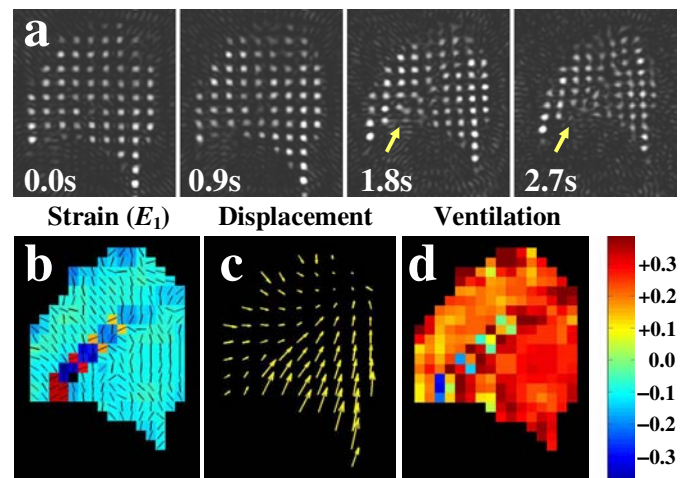 a
0.0s
0.9s
1.8s
2.7s
Strain (E₁)
Displacement
Ventilation
b
c
d
+0.3
+0.2
+0.1
0.0
−0.1
−0.2
−0.3